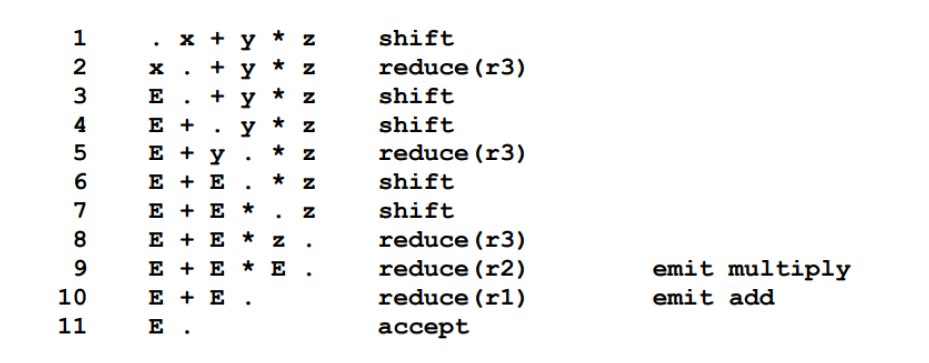 1 . x + y * z shift
2 x . + y * z reduce(r3)
3 E . + y * z shift
4 E + . y * z shift
5 E + y . * z reduce(r3)
6 E + E . * z shift
7 E + E * . z shift
8 E + E * z . reduce(r3)
9 E + E * E . reduce(r2) emit multiply
10 E + E . reduce(r1) emit add
11 E . accept